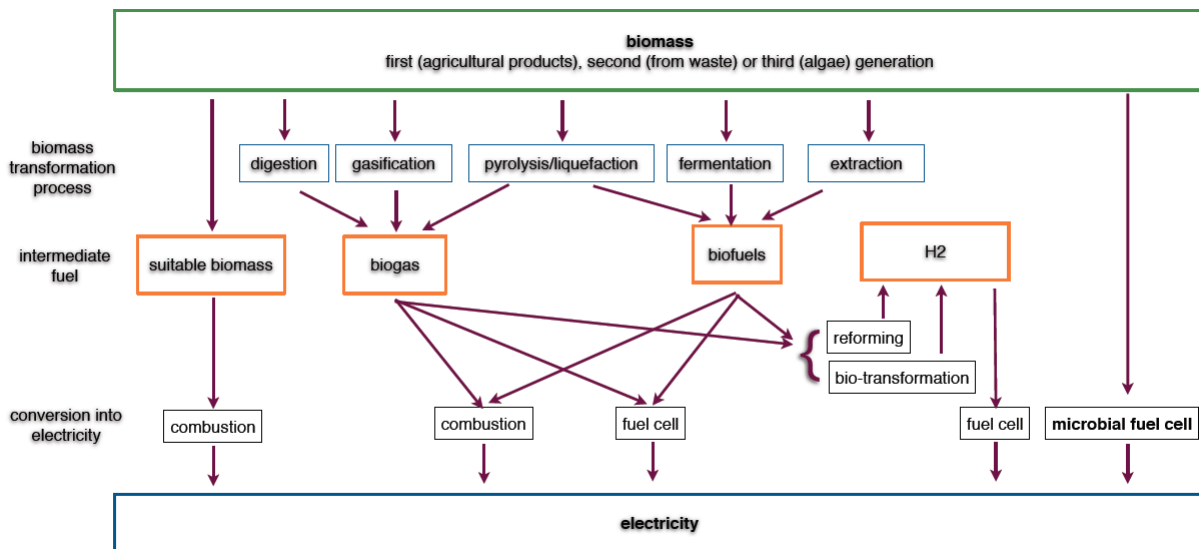 biomass
first (agricultural products), second (from waste) or third (algae) generation
biomass
transformation
process
digestion
gasification
pyrolysis/liquefaction
fermentation
extraction
intermediate
fuel
suitable biomass
biogas
biofuels
H2
reforming
bio-transformation
conversion into
electricity
combustion
combustion
fuel cell
fuel cell
microbial fuel cell
electricity